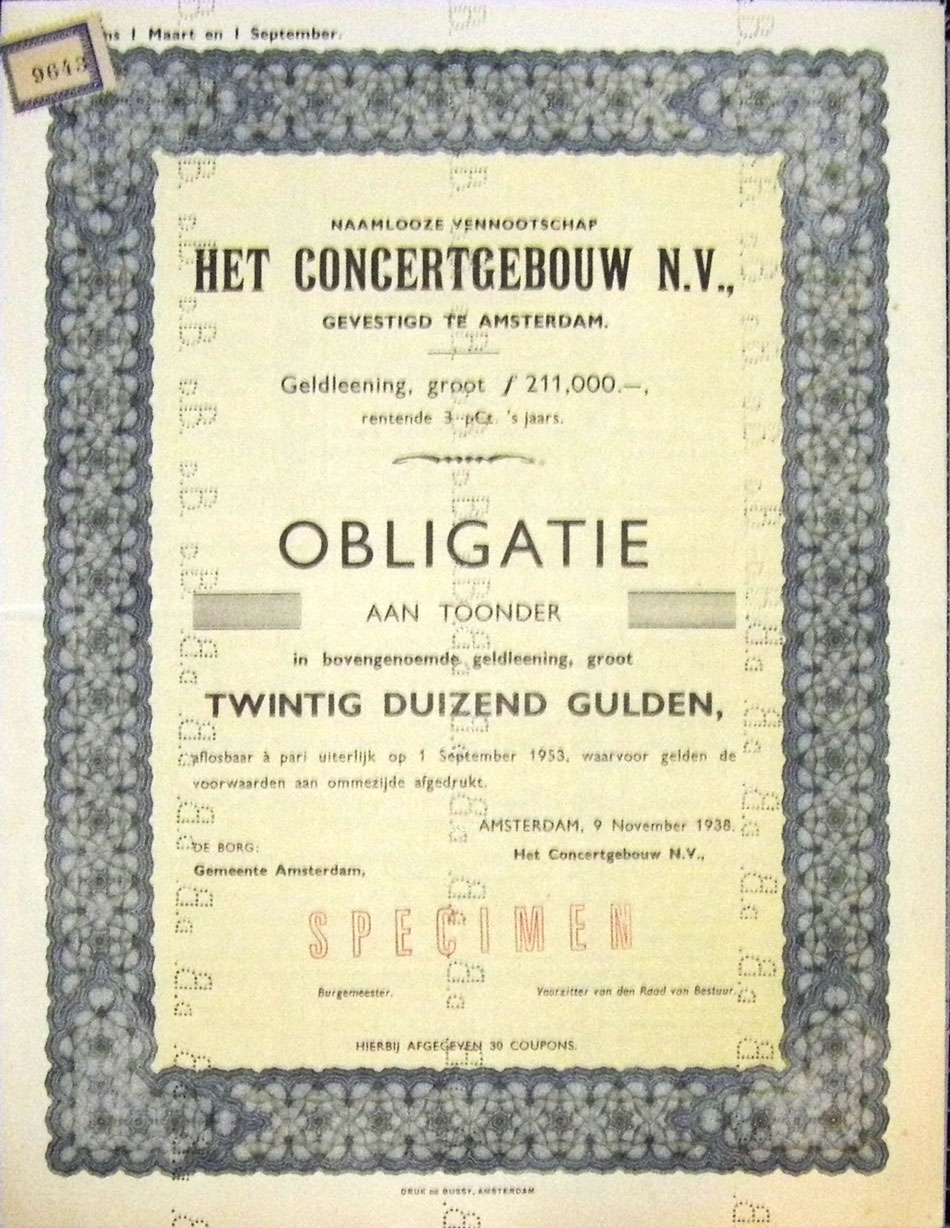 1 Maart en 1 September.
9643
NAAMLOOZE VENNOOTSCHAP
HET CONCERTGEBOUW N.V.,
GEVESTIGD TE AMSTERDAM.
Geldleening, groot ƒ 211,000.—,
rentende 3 pCt. 's jaars.
OBLIGATIE
AAN TOONDER
in bovengenoemde geldleening, groot
TWINTIG DUIZEND GULDEN,
aflosbaar à pari uiterlijk op 1 September 1953, waarvoor gelden de
voorwaarden aan ommezijde afgedrukt.
AMSTERDAM, 9 November 1938.
DE BORG:
Het Concertgebouw N.V.,
Gemeente Amsterdam,
SPECIMEN
Burgemeester.
Voorzitter van den Raad van Bestuur.
HIERBIJ AFGEGEVEN 30 COUPONS.
DRUK DE BUSSY, AMSTERDAM